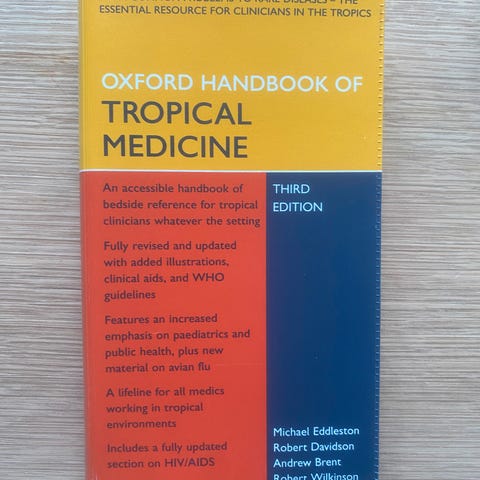 ESSENTIAL RESOURCE FOR CLINICIANS IN THE TROPICS
OXFORD HANDBOOK OF
TROPICAL
MEDICINE
An accessible handbook of
bedside reference for tropical
clinicians whatever the setting
Fully revised and updated
with added illustrations,
clinical aids, and WHO
guidelines
Features an increased
emphasis on paediatrics and
public health, plus new
material on avian flu
A lifeline for all medics
working in tropical
environments
Includes a fully updated
section on HIV/AIDS
THIRD
EDITION
Michael Eddleston
Robert Davidson
Andrew Brent
Robert Wilkinson